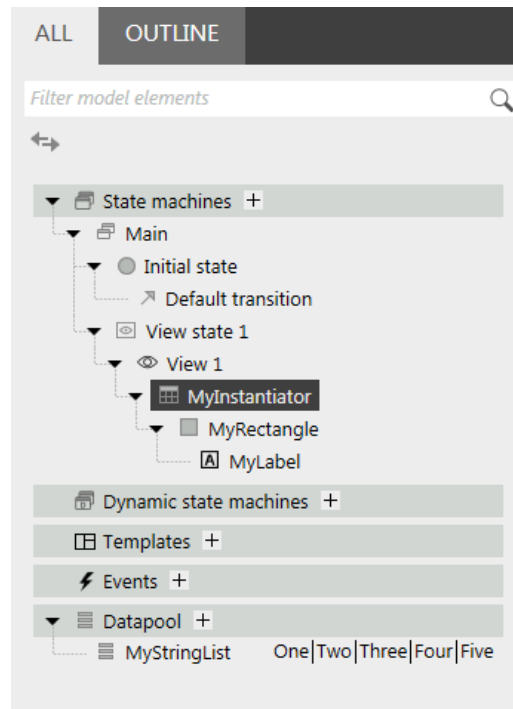 ALL OUTLINE
Filter model elements
State machines +
Main
Initial state
Default transition
View state 1
View 1
MyInstantiator
MyRectangle
A MyLabel
Dynamic state machines +
Templates +
Events +
Datapool +
MyStringList One|Two|Three|Four|Five